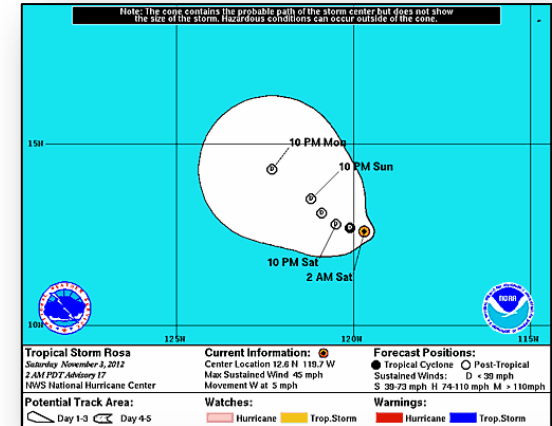 Note: The cone contains the probable path of the storm center but does not show
the size of the storm. Hazardous conditions can occur outside of the cone.
15N
10 PM Mon
10 PM Sun
10 PM Sat
2 AM Sat
NOAA
10N
125W
120W
115W
Tropical Storm Rosa
Saturday November 3, 2012
2 AM PDT Advisory 17
NWS National Hurricane Center
Current Information:
Center Location 12.6 N 119.7 W
Max Sustained Wind 45 mph
Movement W at 5 mph
Forecast Positions:
Tropical Cyclone Post-Tropical
Sustained Winds: D < 39 mph
S 39-73 mph H 74-110 mph M > 110mph
Potential Track Area:
Day 1-3 Day 4-5
Watches:
Hurricane Trop.Storm
Warnings:
Hurricane Trop.Storm